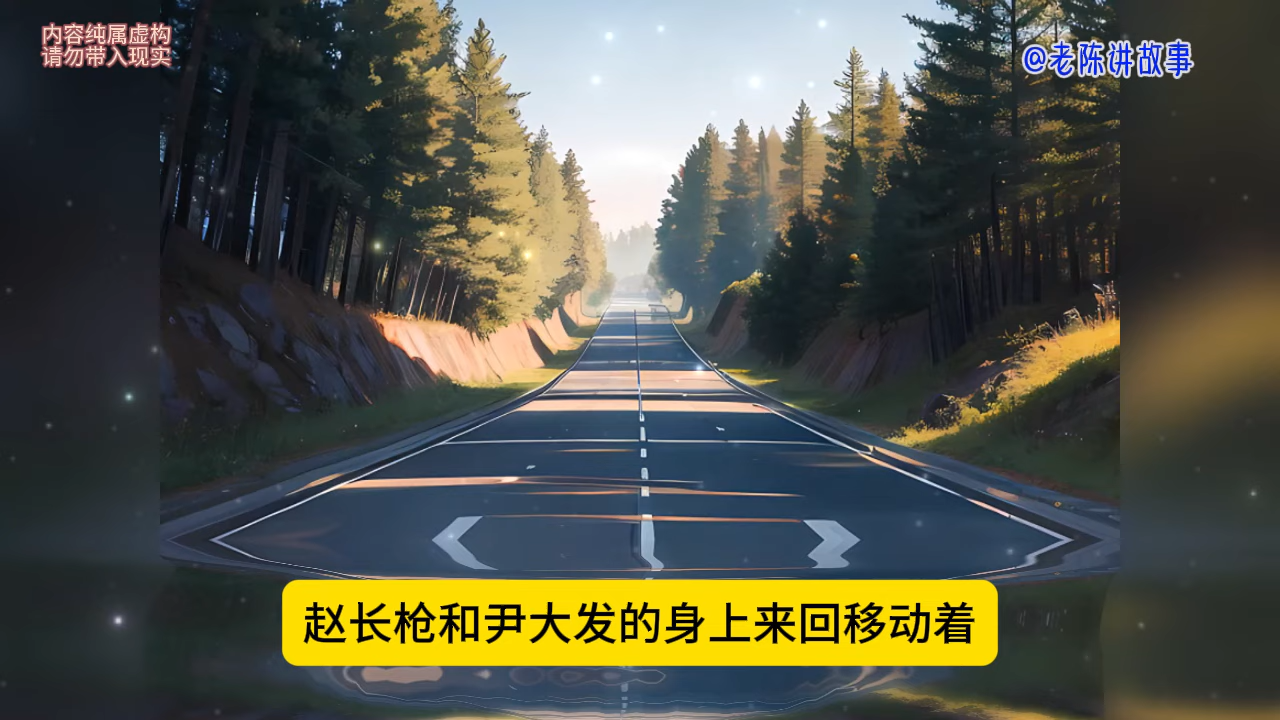 内容纯属虚构
请勿带入现实
@老陈讲故事
赵长枪和尹大发的身上来回移动着